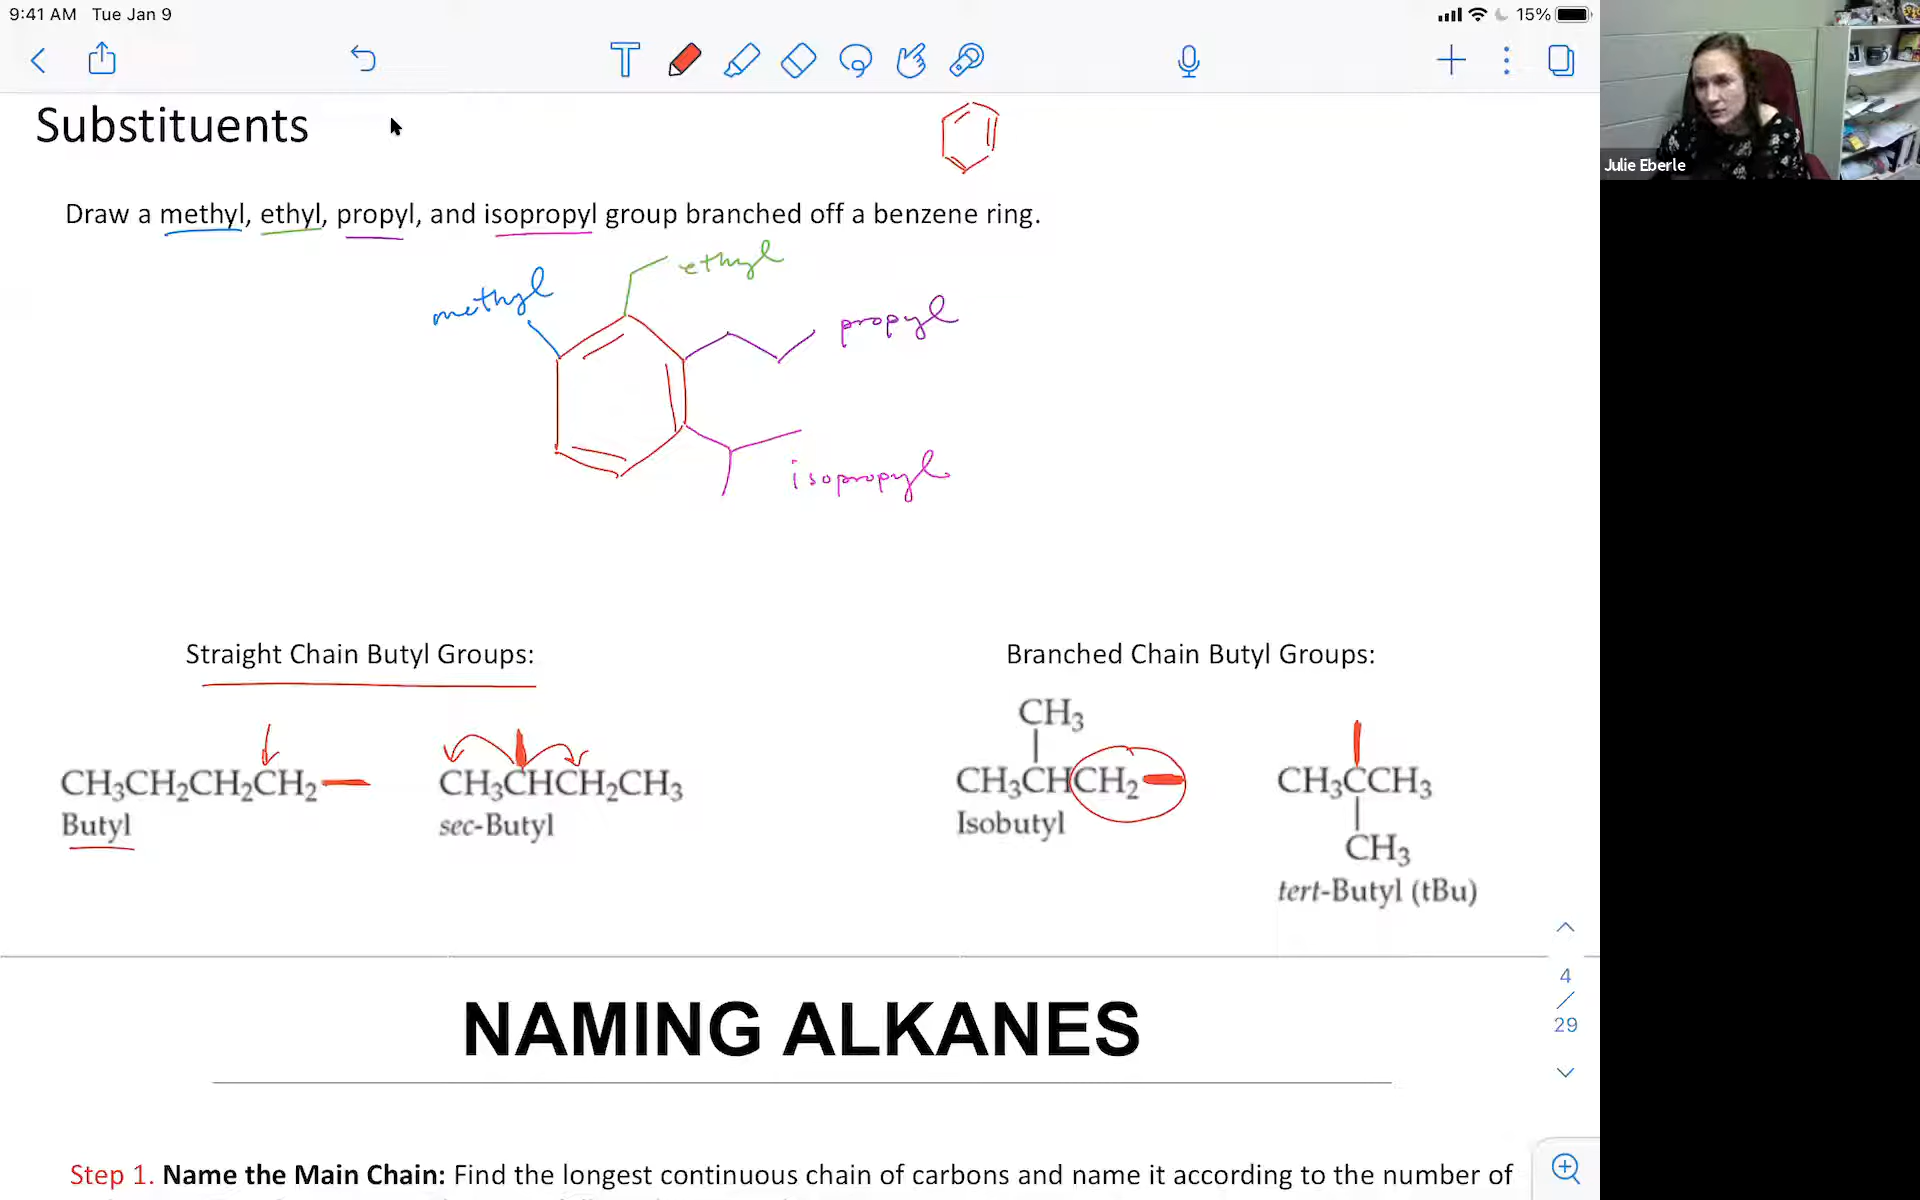 9:41 AM Tue Jan 9
15%
Substituents
Draw a methyl, ethyl, propyl, and isopropyl group branched off a benzene ring.
methyl
ethyl
propyl
isopropyl
Straight Chain Butyl Groups:
CH₃CH₂CH₂CH₂
Butyl
CH₃CHCH₂CH₃
sec-Butyl
Branched Chain Butyl Groups:
CH₃
CH₃CHCH₂
Isobutyl
CH₃CCH₃
CH₃
tert-Butyl (tBu)
4
/
29
NAMING ALKANES
Step 1. Name the Main Chain: Find the longest continuous chain of carbons and name it according to the number of
Julie Eberle